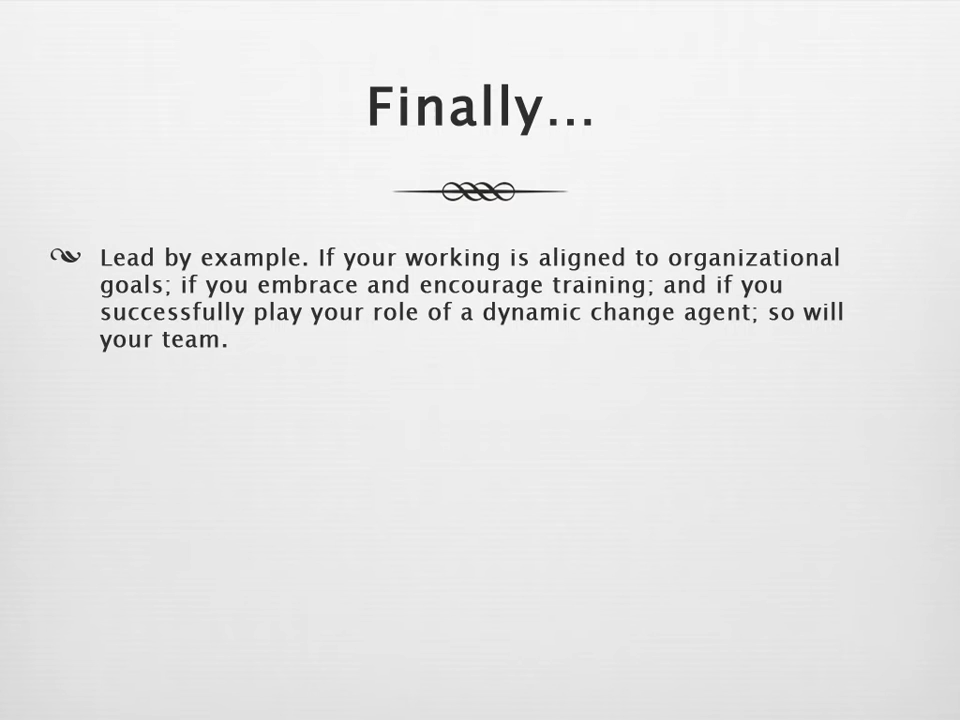 Finally...
Lead by example. If your working is aligned to organizational
goals; if you embrace and encourage training; and if you
successfully play your role of a dynamic change agent; so will
your team.